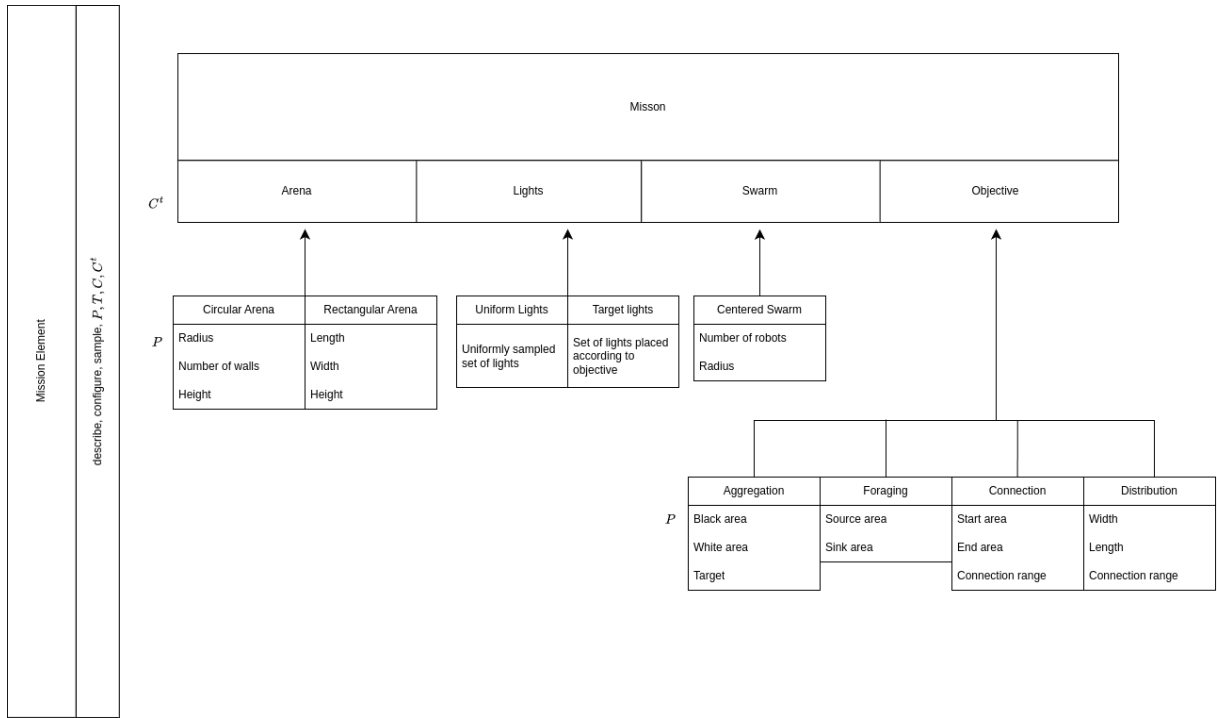 Mission Element
describe, configure, sample, P, T, C, C^t
Misson
C^t
Arena
Lights
Swarm
Objective
P
Circular Arena
Radius
Number of walls
Height
Rectangular Arena
Length
Width
Height
Uniform Lights
Uniformly sampled
set of lights
Target lights
Set of lights placed
according to
objective
Centered Swarm
Number of robots
Radius
P
Aggregation
Black area
White area
Target
Foraging
Source area
Sink area
Connection
Start area
End area
Connection range
Distribution
Width
Length
Connection range